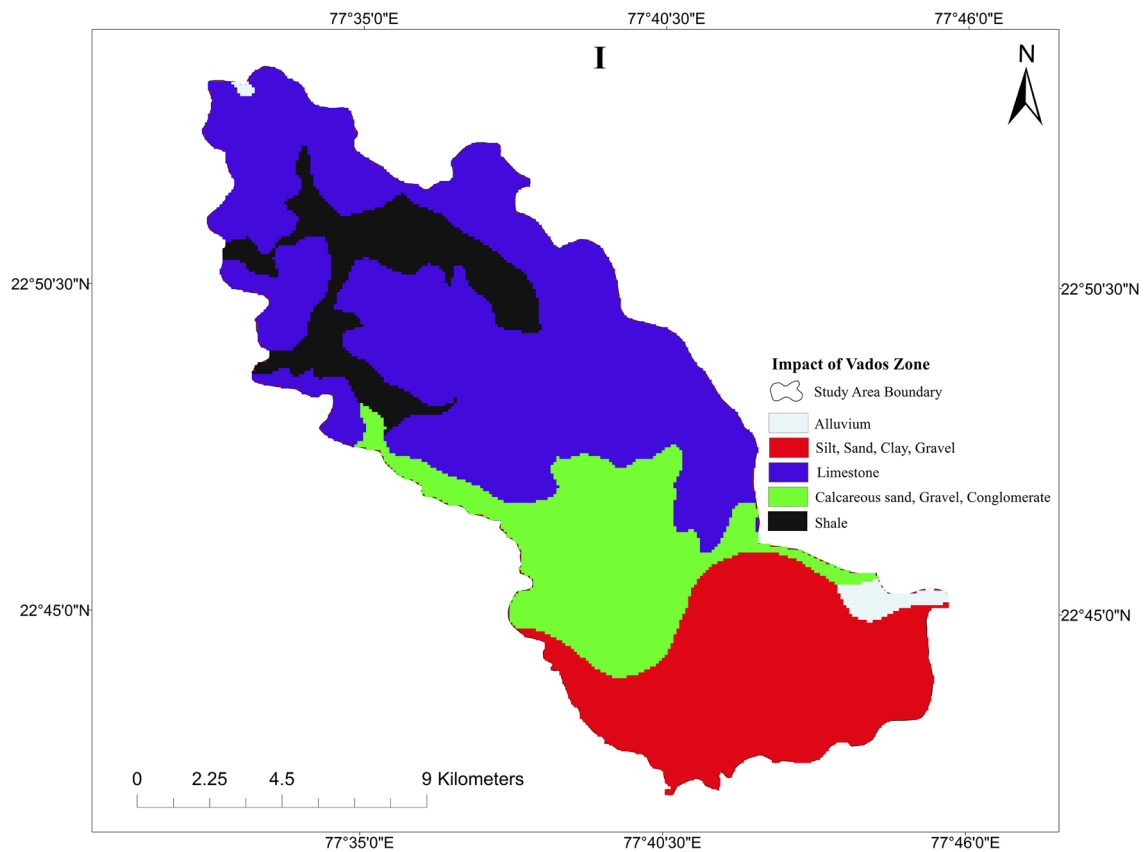 77°35'0"E
77°40'30"E
77°46'0"E
I
N
22°50'30"N
22°50'30"N
Impact of Vados Zone
Study Area Boundary
Alluvium
Silt, Sand, Clay, Gravel
Limestone
Calcareous sand, Gravel, Conglomerate
Shale
22°45'0"N
22°45'0"N
0 2.25 4.5 9 Kilometers
77°35'0"E
77°40'30"E
77°46'0"E